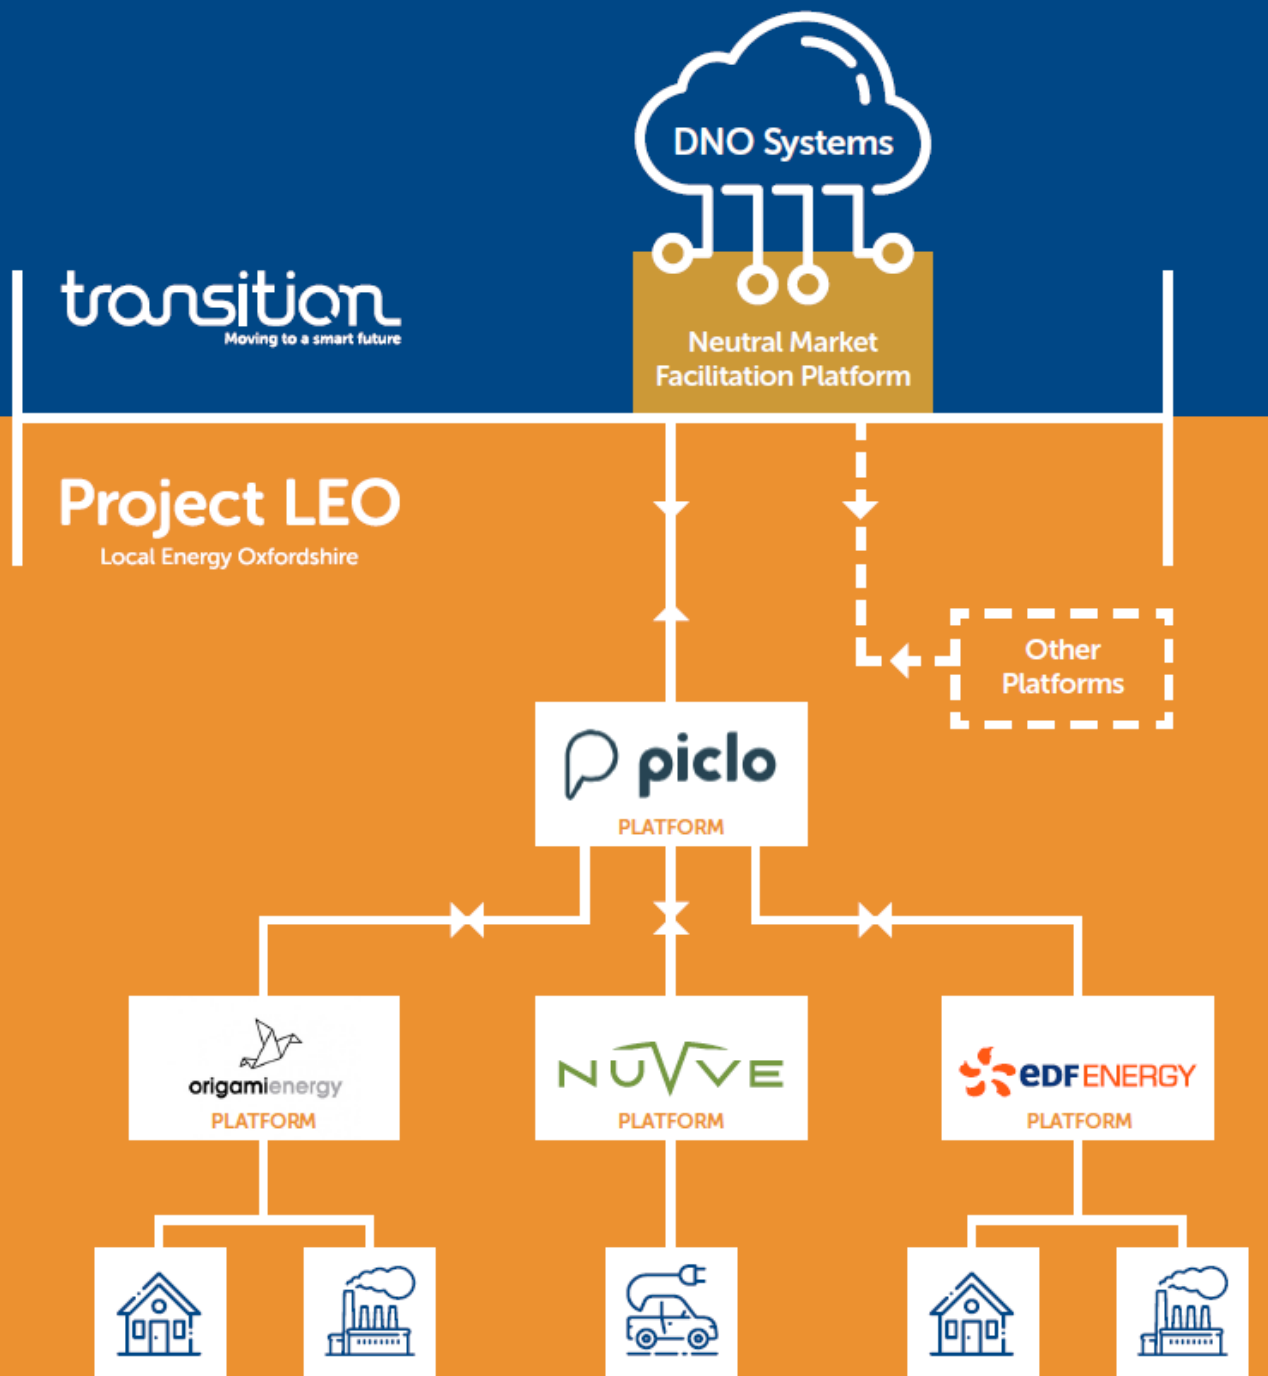 DNO Systems
transition
Moving to a smart future
Neutral Market
Facilitation Platform
Project LEO
Local Energy Oxfordshire
Other
Platforms
piclo
PLATFORM
origamienergy
PLATFORM
NUVVE
PLATFORM
eDF ENERGY
PLATFORM